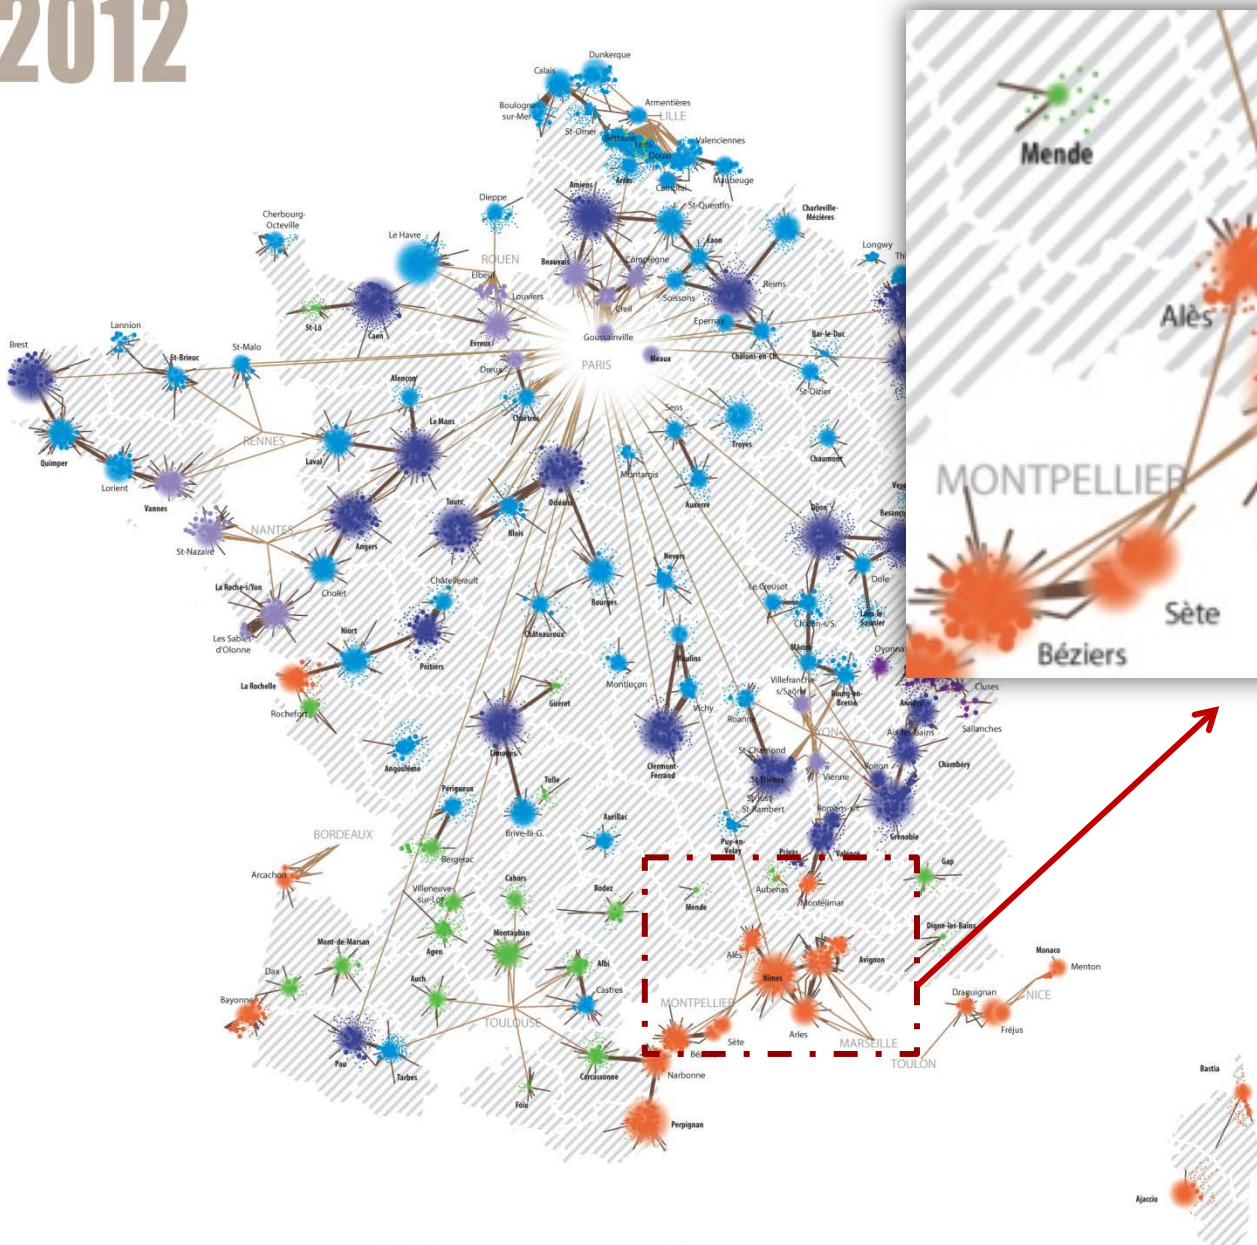 2012
Dunkerque
Calais
Boulogne-
sur-Mer
Armentières
LILLE
St-Omer
Béthune
Lens
Douai
Valenciennes
Arras
Cambrai
Maubeuge
Amiens
Dieppe
St-Quentin
Charleville-
Mézières
Cherbourg-
Octeville
Le Havre
Laon
Longwy
ROUEN
Beauvais
Compiègne
Elbeuf
Louviers
Creil
Soissons
Reims
St-Lô
Caen
Evreux
Goussainville
Epernay
Lannion
Brest
St-Brieuc
St-Malo
PARIS
Meaux
Châlons-en-Ch.
Bar-le-Duc
Dreux
Alençon
St-Dizier
Chartres
Sens
Le Mans
Troyes
RENNES
Quimper
Laval
Chaumont
Lorient
Montargis
Vannes
Tours
Orléans
Auxerre
NANTES
Blois
Dijon
St-Nazaire
Angers
Nevers
Dole
La Roche-s/Yon
Cholet
Châtellerault
Bourges
Le Creusot
Châteauroux
Chalon-s/S.
Lons-le-
Saunier
Les Sables
d'Olonne
Niort
Poitiers
Moulins
Mâcon
Oyonnax
La Rochelle
Montluçon
Villefranche-
s/Saône
Bourg-en-
Bresse
Cluses
Rochefort
Guéret
Vichy
Roanne
Annecy
Sallanches
LYON
Aix-les-Bains
Angoulême
Limoges
Clermont-
Ferrand
St-Chamond
St-Etienne
Vienne
Voiron
Chambéry
Tulle
St-Just-
St-Rambert
Romans-s/I.
Périgueux
Grenoble
BORDEAUX
Brive-la-G.
Aurillac
Puy-en-
Velay
Privas
Valence
Bergerac
Gap
Arcachon
Villeneuve-
sur-Lot
Cahors
Rodez
Mende
Aubenas
Montélimar
Mont-de-Marsan
Agen
Montauban
Albi
Alès
Avignon
Digne-les-Bains
Monaco
Menton
Dax
Auch
Castres
Nîmes
Draguignan
NICE
Bayonne
TOULOUSE
MONTPELLIER
Sète
Arles
MARSEILLE
Fréjus
Pau
Tarbes
Carcassonne
Narbonne
TOULON
Foix
Perpignan
Bastia
Ajaccio
Mende
Alès
MONTPELLIER
Sète
Béziers